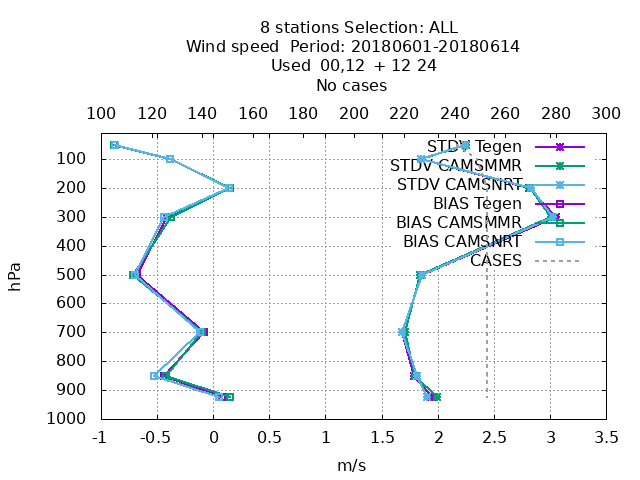 8 stations Selection: ALL
Wind speed  Period: 20180601-20180614
Used  00,12  + 12 24
No cases
100 120 140 160 180 200 220 240 260 280 300
STDV Tegen
STDV CAMSMMR
STDV CAMSNRT
BIAS Tegen
BIAS CAMSMMR
BIAS CAMSNRT
CASES
hPa
100
200
300
400
500
600
700
800
900
1000
-1 -0.5 0 0.5 1 1.5 2 2.5 3 3.5
m/s